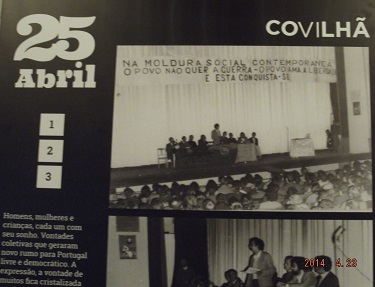 25
Abril
COVILHÃ
NA MOLDURA SOCIAL CONTEMPORANEA
O POVO NÃO QUER A GUERRA-O POVO AMA A LIBERDADE
E ESTA CONQUISTA-SE
1
2
3
Homens, mulheres e
crianças, cada um com
seu sonho. Vontades
coletivas que geraram
novo rumo para Portugal
livre e democrático. A
expressão, a vontade de
muitos fica cristalizada
2014 4 23